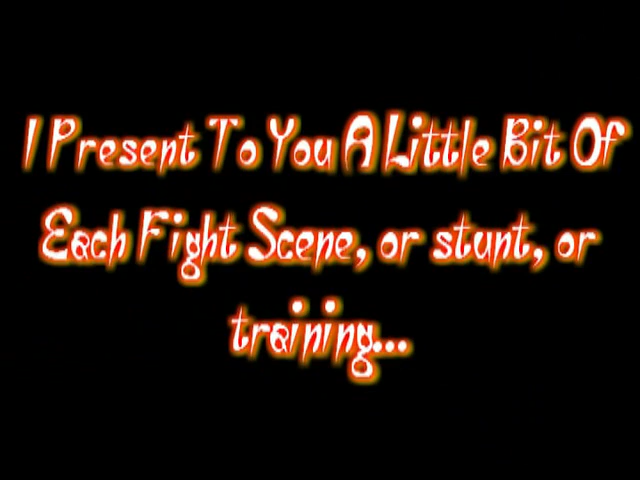 I Present To You A Little Bit Of
Each Fight Scene, or stunt, or
training...